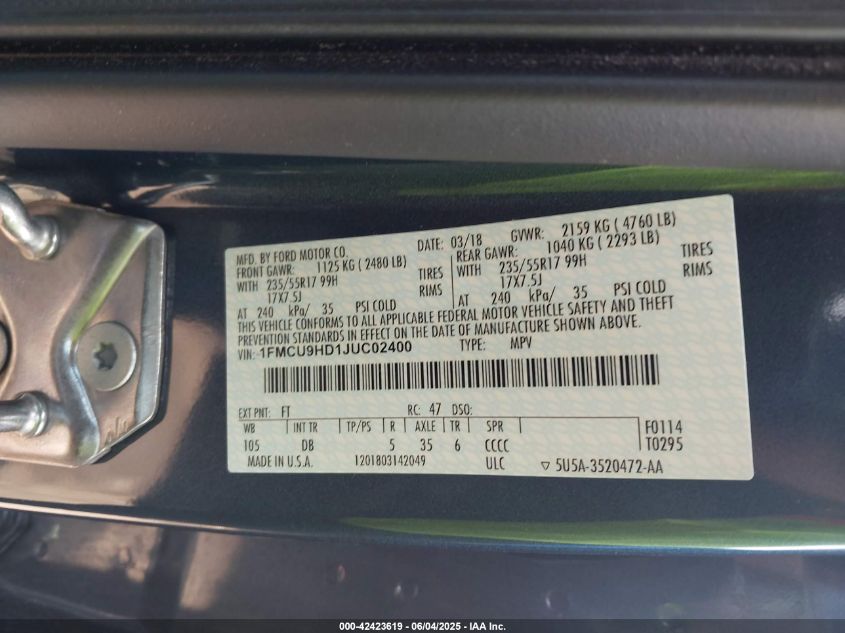 MFD. BY FORD MOTOR CO. DATE: 03/18 GVWR: 2159 KG ( 4760 LB)
FRONT GAWR: 1125 KG ( 2480 LB) REAR GAWR: 1040 KG ( 2293 LB)
WITH 235/55R17 99H TIRES WITH 235/55R17 99H TIRES
17X7.5J RIMS 17X7.5J RIMS
AT 240 kPa/ 35 PSI COLD AT 240 kPa/ 35 PSI COLD
THIS VEHICLE CONFORMS TO ALL APPLICABLE FEDERAL MOTOR VEHICLE SAFETY AND THEFT
PREVENTION STANDARDS IN EFFECT ON THE DATE OF MANUFACTURE SHOWN ABOVE.
VIN: 1FMCU9HD1JUC02400 TYPE: MPV
EXT PNT: FT RC: 47 DSO:
WB INT TR TP/PS R AXLE TR SPR F0114
105 DB 5 35 6 CCCC T0295
MADE IN U.S.A. 1201803142049 ULC ▽ 5U5A-3520472-AA
000-42423619 - 06/04/2025 - IAA Inc.